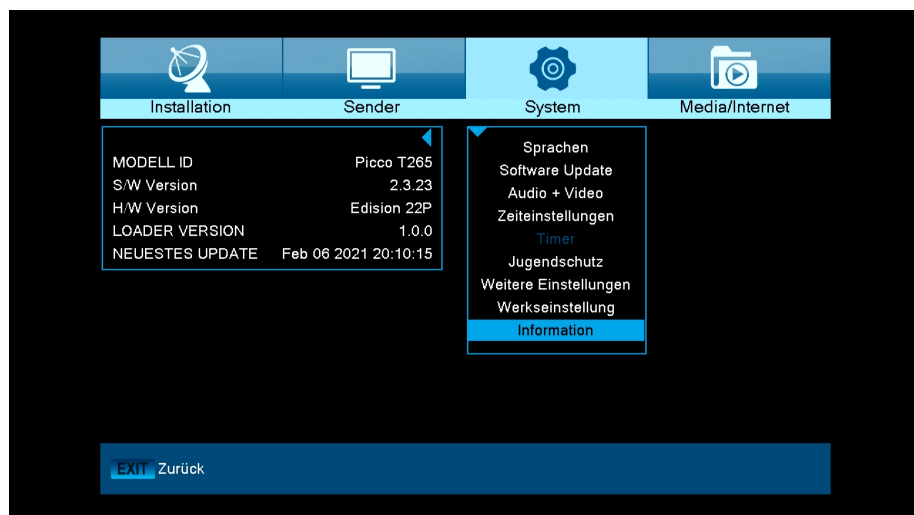 Installation Sender System Media/Internet
MODELL ID Picco T265
S/W Version 2.3.23
H/W Version Edision 22P
LOADER VERSION 1.0.0
NEUESTES UPDATE Feb 06 2021 20:10:15
Sprachen
Software Update
Audio + Video
Zeiteinstellungen
Timer
Jugendschutz
Weitere Einstellungen
Werkseinstellung
Information
EXIT Zurück